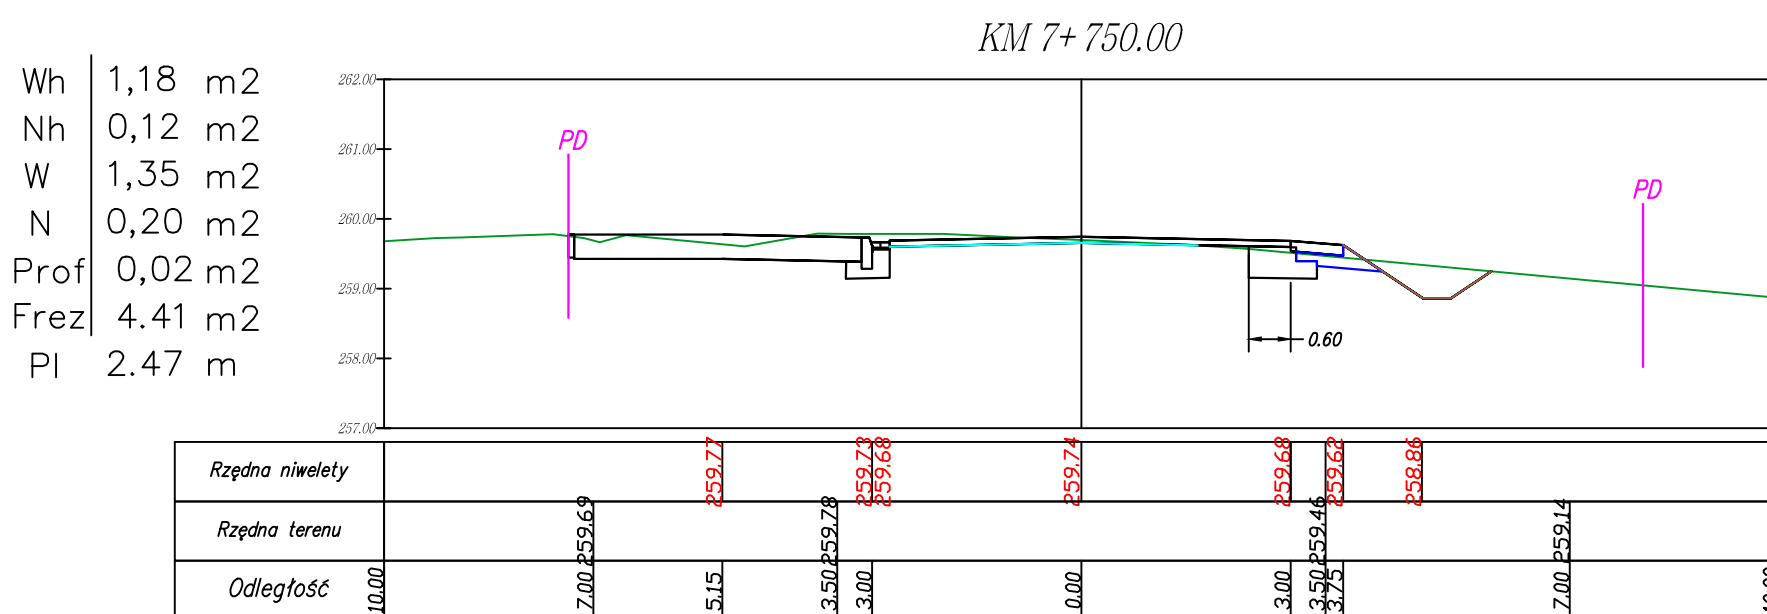 KM 7+750.00
Wh 1,18 m2
Nh 0,12 m2
W 1,35 m2
N 0,20 m2
Prof 0,02 m2
Frez 4.41 m2
Pl 2.47 m
262.00
261.00
260.00
259.00
258.00
257.00
PD
PD
0.60
Rzędna niwelety 259.77 259.73 259.68 259.74 259.68 259.62 258.86
Rzędna terenu 259.69 259.78 259.46 259.14
Odległość 10.00 7.00 5.15 3.50 3.00 0.00 3.00 3.50 3.75 7.00